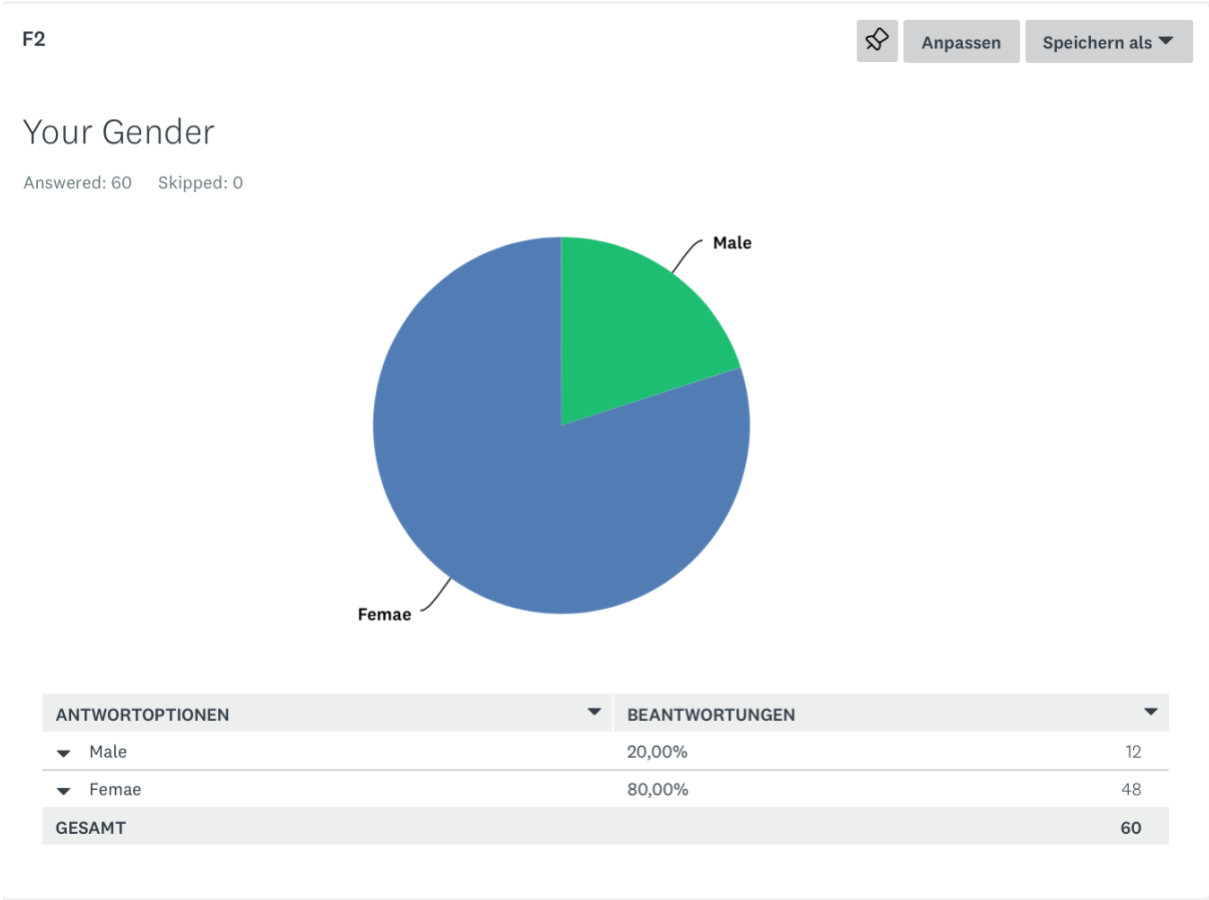 F2
Anpassen
Speichern als
Your Gender
Answered: 60 Skipped: 0
Male
Femae
ANTWORTOPTIONEN BEANTWORTUNGEN
Male 20,00% 12
Femae 80,00% 48
GESAMT 60